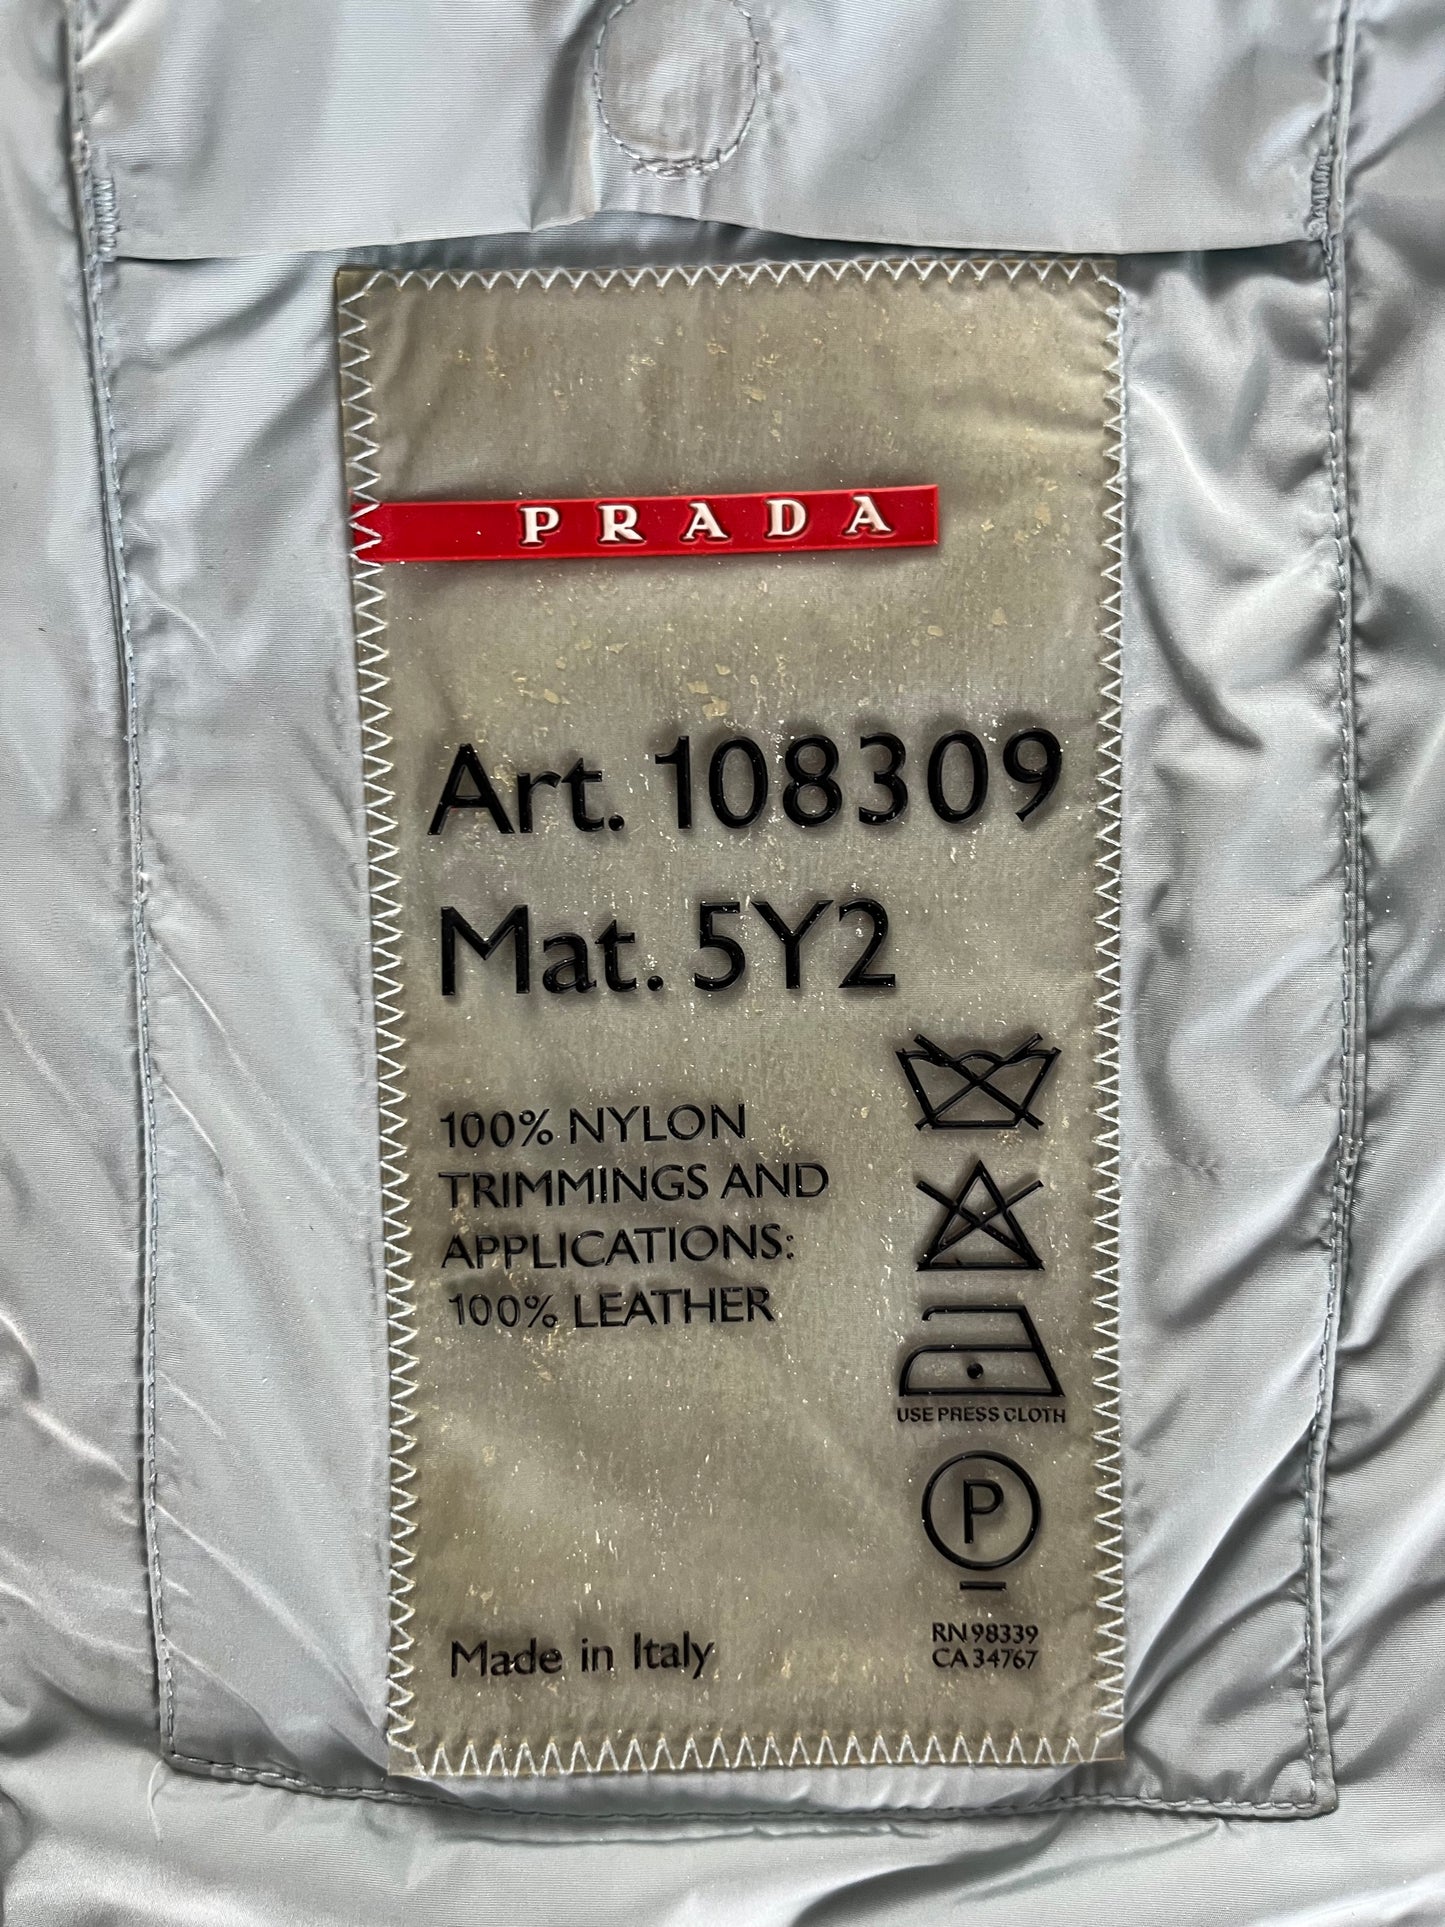 PRADA
Art. 108309
Mat. 5Y2
100% NYLON
TRIMMINGS AND
APPLICATIONS:
100% LEATHER
USE PRESS CLOTH
P
Made in Italy
RN 98339
CA 34767